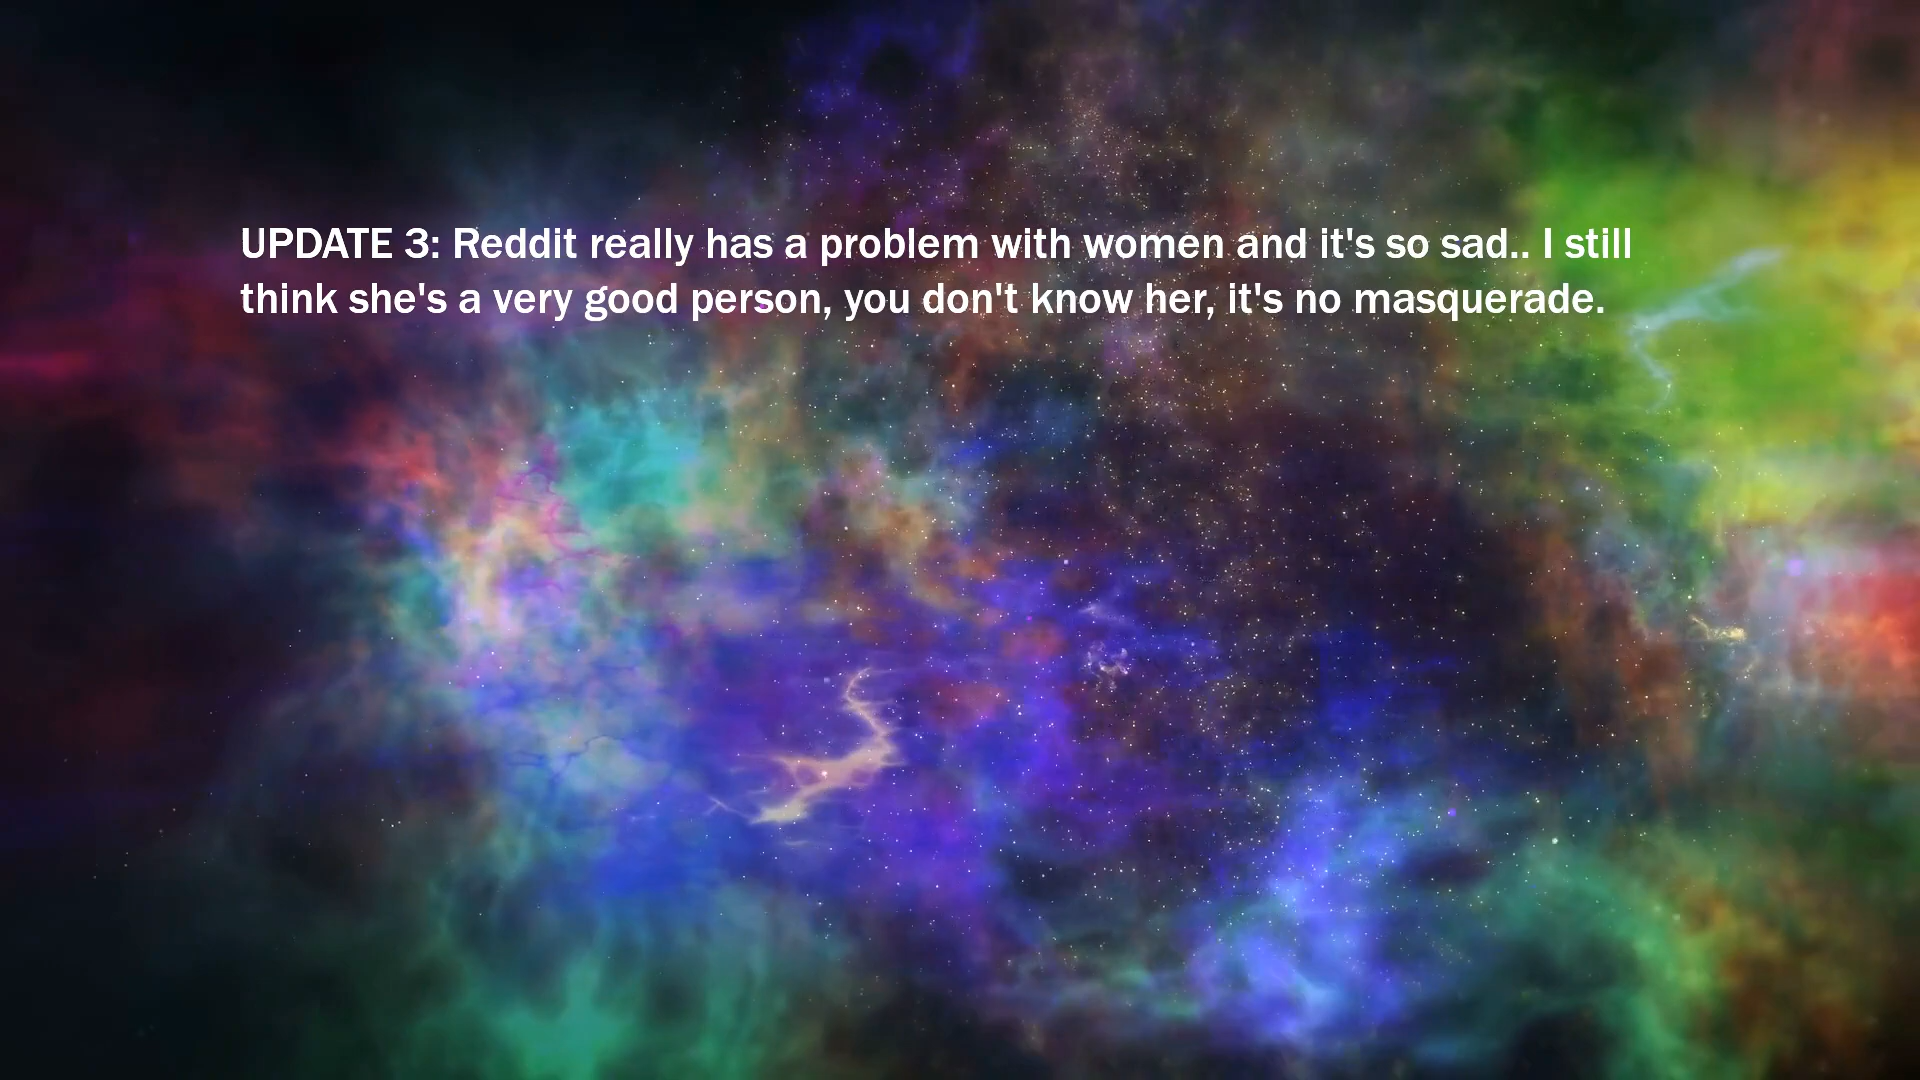 UPDATE 3: Reddit really has a problem with women and it's so sad.. I still
think she's a very good person, you don't know her, it's no masquerade.